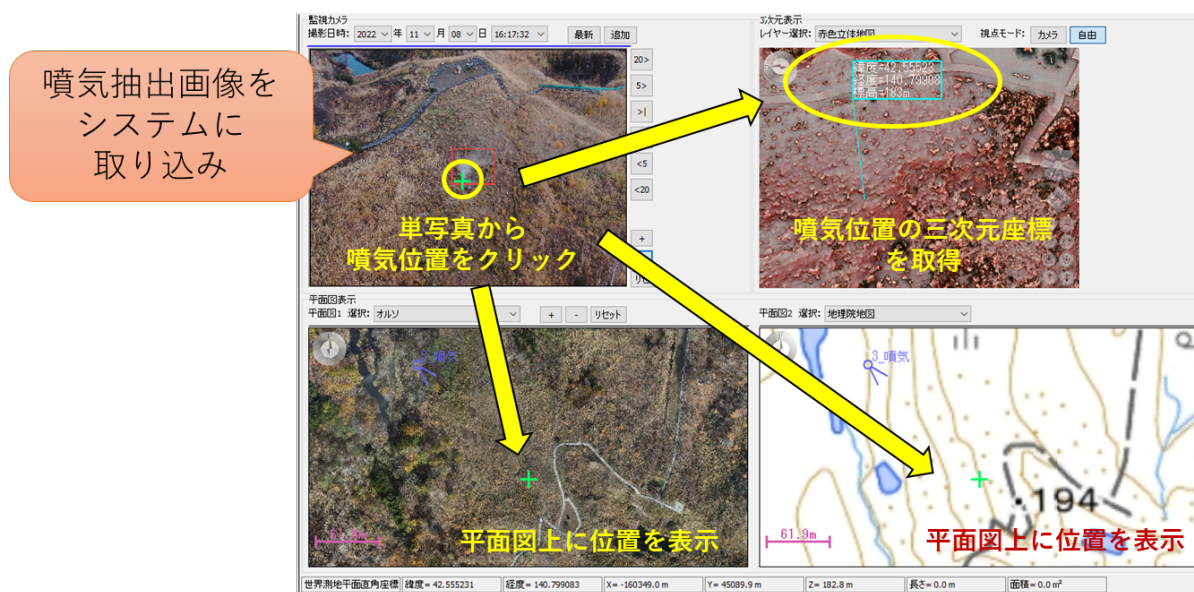 監視カメラ
撮影日時: 2022 年 11 月 08 日 16:17:32 最新 追加
噴気抽出画像を
システムに
取り込み
20>
5>
>|
<5
<20
+
単写真から
噴気位置をクリック
3次元表示
レイヤー選択: 赤色立体地図 視点モード: カメラ 自由
緯度=42.55523
経度=140.79908
標高=183m
噴気位置の三次元座標
を取得
平面図表示
平面図1 選択: オルソ + - リセット
3_噴気
61.9m
平面図上に位置を表示
平面図2 選択: 地理院地図
3_噴気
194
61.9m
平面図上に位置を表示
世界測地平面直角座標 緯度= 42.555231 経度= 140.799083 X= -160349.0 m Y= 45089.9 m Z= 182.8 m 長さ= 0.0 m 面積= 0.0 m²